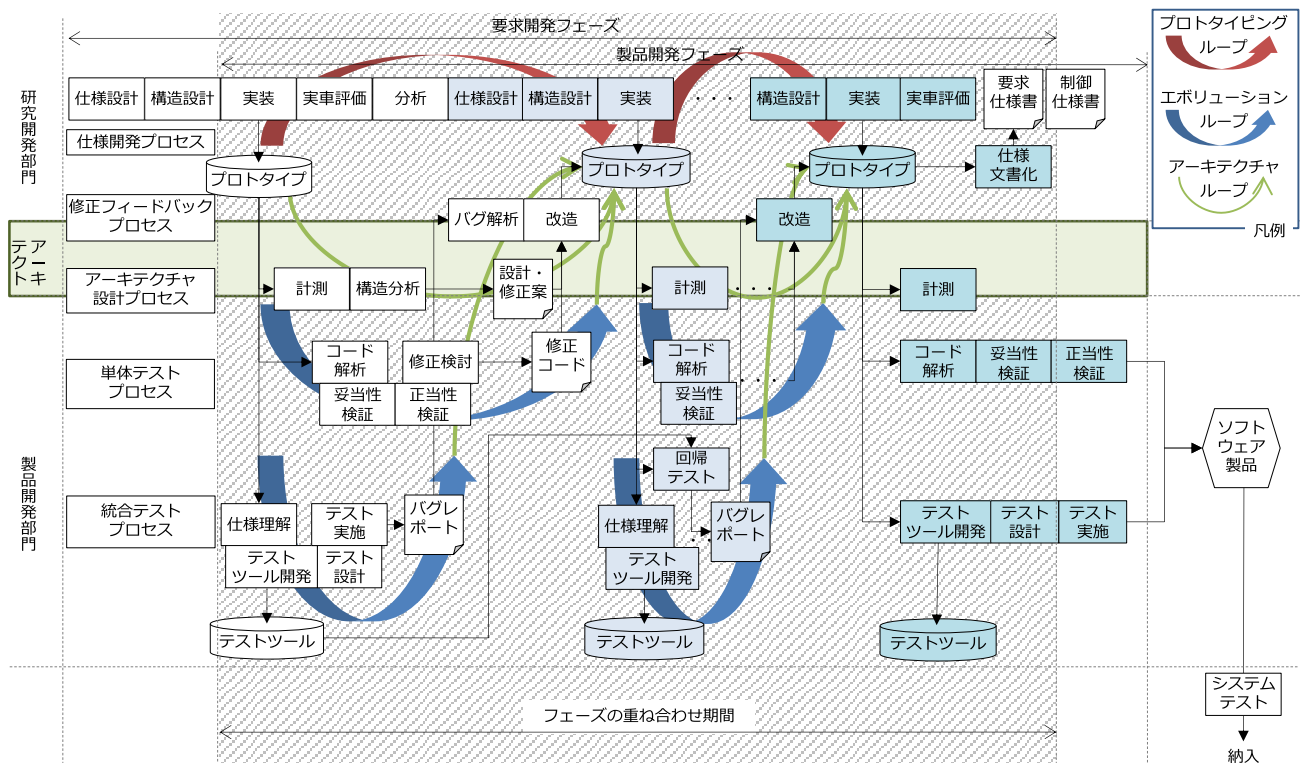 要求開発フェーズ
製品開発フェーズ
プロトタイピング
ループ
エボリューション
ループ
アーキテクチャ
ループ
凡例
研究開発部門
仕様設計
構造設計
実装
実車評価
分析
仕様設計
構造設計
実装
・・・・
構造設計
実装
実車評価
要求
仕様書
制御
仕様書
仕様開発プロセス
プロトタイプ
プロトタイプ
プロトタイプ
仕様
文書化
修正フィードバック
プロセス
バグ解析
改造
改造
アーキ
テクト
アーキテクチャ
設計プロセス
計測
構造分析
設計・
修正案
計測
・・・
計測
単体テスト
プロセス
コード
解析
修正検討
修正
コード
妥当性
検証
正当性
検証
コード
解析
・・・
妥当性
検証
コード
解析
妥当性
検証
正当性
検証
ソフト
ウェア
製品
製品開発部門
統合テスト
プロセス
仕様理解
テスト
実施
バグレ
ポート
テスト
ツール開発
テスト
設計
回帰
テスト
仕様理解
・・
バグレ
ポート
テスト
ツール開発
テスト
ツール開発
テスト
設計
テスト
実施
テストツール
テストツール
テストツール
システム
テスト
納入
フェーズの重ね合わせ期間